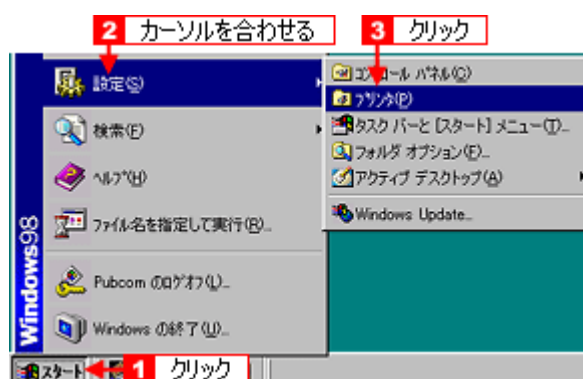 2 カーソルを合わせる
3 クリック
設定(S)
検索(F)
ヘルプ(H)
ファイル名を指定して実行(R)...
Pubcom のログオフ(L)...
Windows の終了(U)...
Windows98
コントロール パネル(C)
プリンタ(P)
タスク バーと [スタート] メニュー(T)...
フォルダ オプション(F)...
アクティブ デスクトップ(A)
Windows Update...
スタート
1 クリック